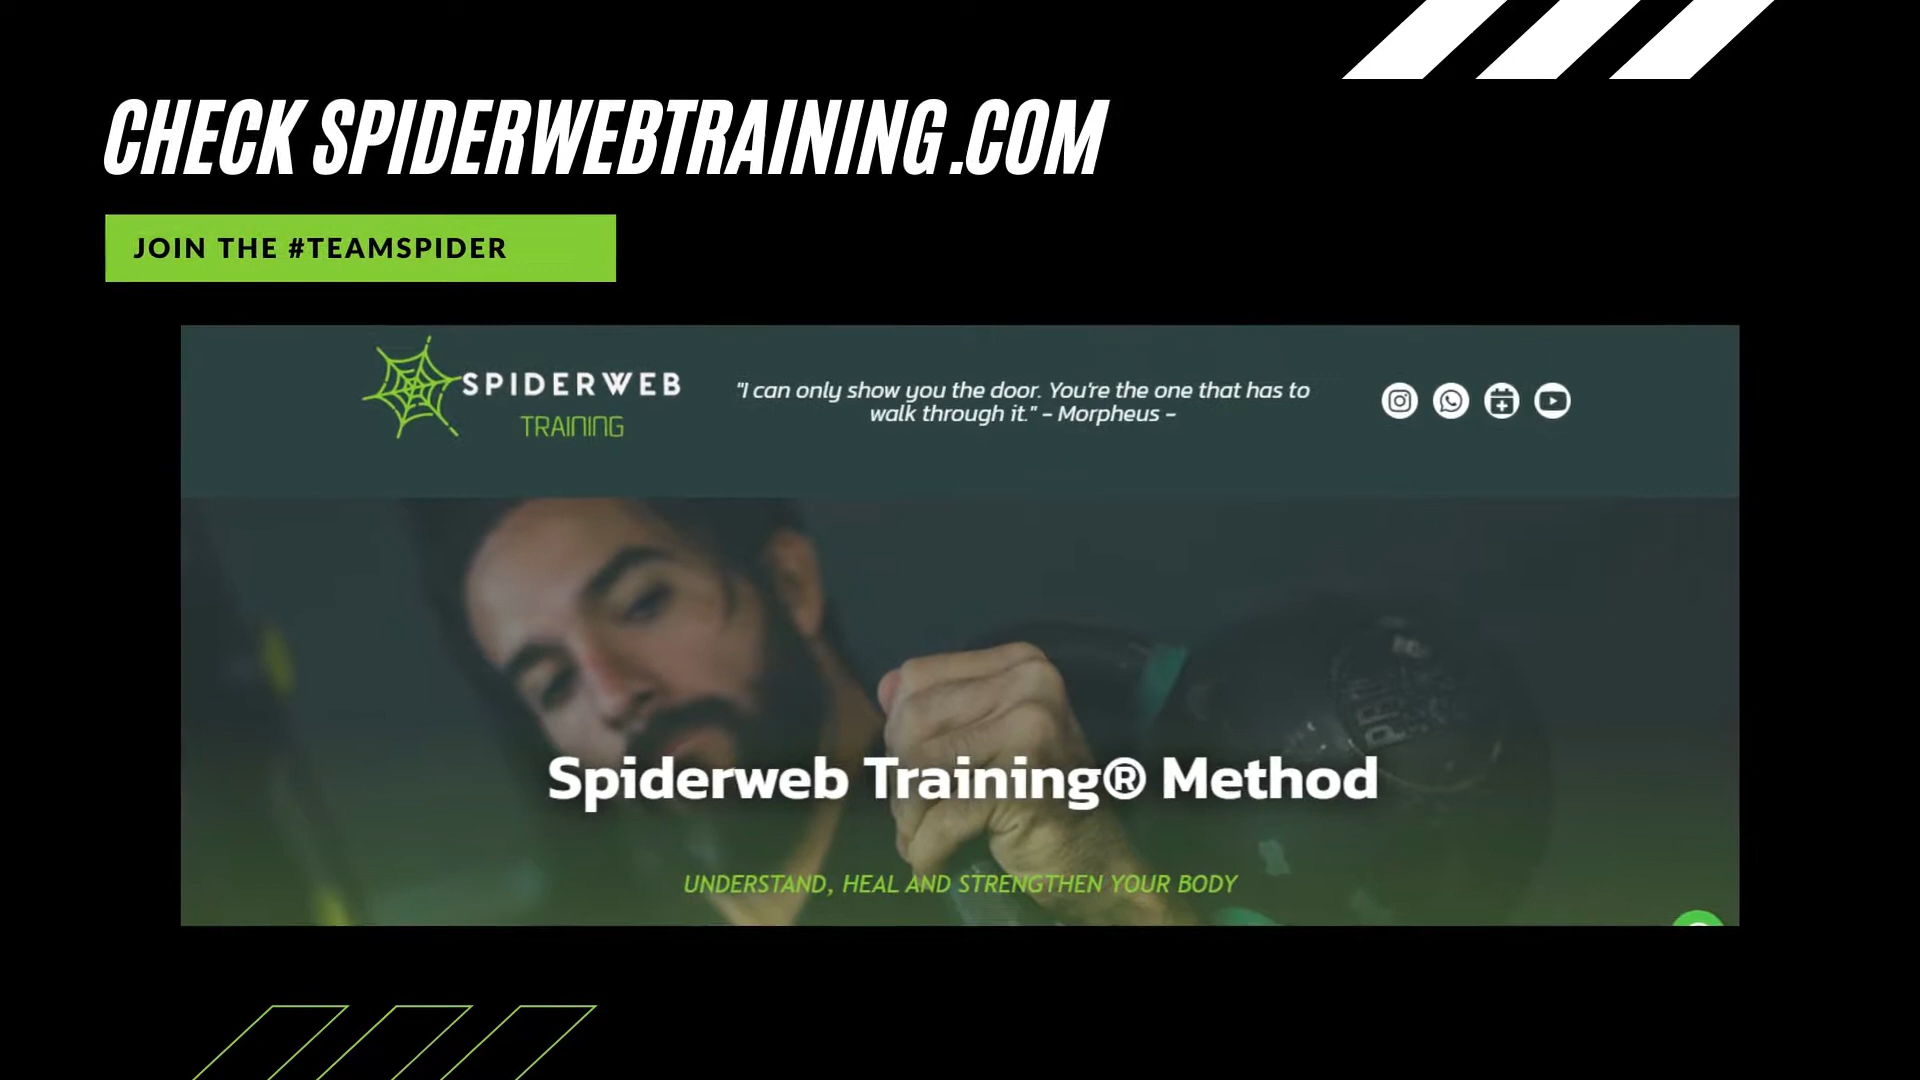 CHECK SPIDERWEBTRAINING.COM
JOIN THE #TEAMSPIDER
SPIDERWEB
TRAINING
"I can only show you the door. You're the one that has to
walk through it." - Morpheus -
Spiderweb Training® Method
UNDERSTAND, HEAL AND STRENGTHEN YOUR BODY